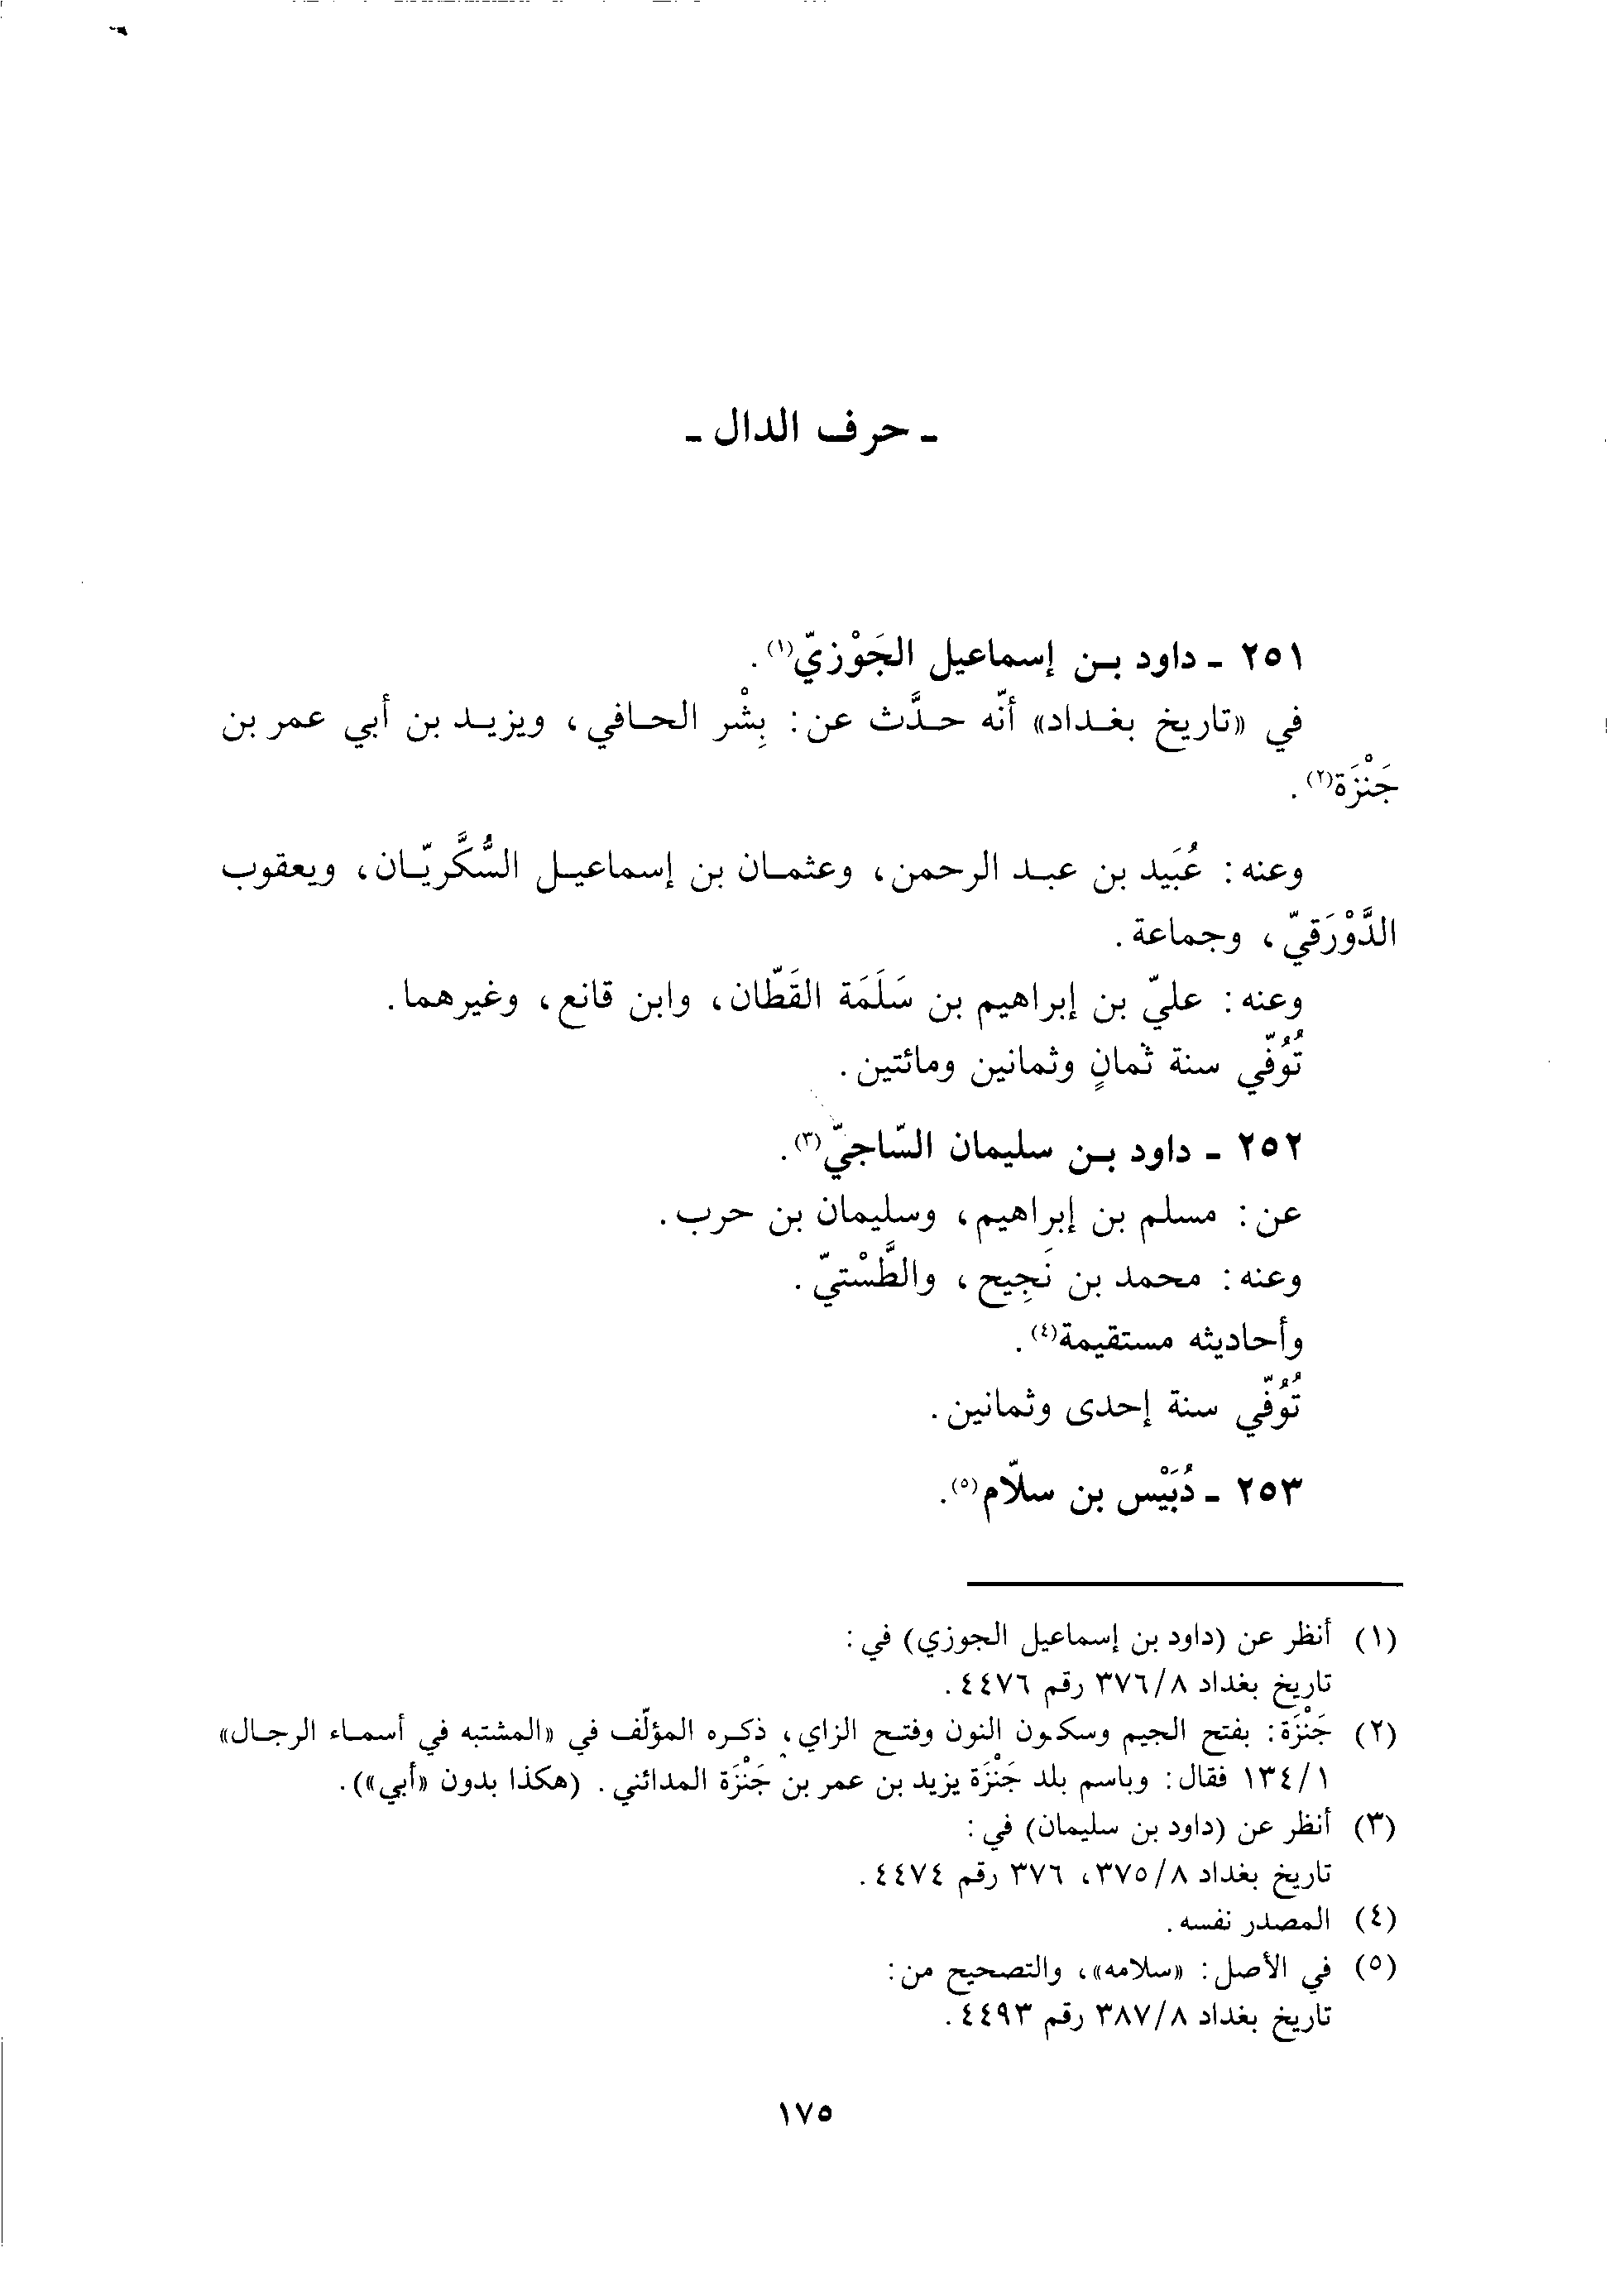 - حرف الدال -
٢٥١ - داود بـن إسماعيل الجَوْزيّ(١).
في «تاريخ بغداد» أنّه حدَّث عن: بِشْر الحافي، ويزيد بن أبي عمر بن
جَنْزَة(٢).
وعنه: عُبَيد بن عبد الرحمن، وعثمان بن إسماعيل السُّكَّريّان، ويعقوب
الدَّوْرَقيّ، وجماعة.
وعنه: عليّ بن إبراهيم بن سَلَمَة القَطّان، وابن قانع، وغيرهما.
تُوُفّي سنة ثمانٍ وثمانين ومائتين.
٢٥٢ - داود بـن سليمان السّاجيّ(٣).
عن: مسلم بن إبراهيم، وسليمان بن حرب.
وعنه: محمد بن نَجِيح، والطَّسْتيّ.
وأحاديثه مستقيمة(٤).
تُوُفّي سنة إحدى وثمانين.
٢٥٣ - دُبَيْس بن سلّام(٥).
(١) أنظر عن (داود بن إسماعيل الجوزي) في:
تاريخ بغداد ٣٧٦/٨ رقم ٤٤٧٦.
(٢) جَنْزَة: بفتح الجيم وسكون النون وفتح الزاي، ذكره المؤلّف في «المشتبه في أسماء الرجال»
١٣٤/١ فقال: وباسم بلد جَنْزَة يزيد بن عمر بن جَنْزَة المدائني. (هكذا بدون «أبي»).
(٣) أنظر عن (داود بن سليمان) في:
تاريخ بغداد ٣٧٥/٨، ٣٧٦ رقم ٤٤٧٤.
(٤) المصدر نفسه.
(٥) في الأصل: «سلامه»، والتصحيح من:
تاريخ بغداد ٣٨٧/٨ رقم ٤٤٩٣.
١٧٥